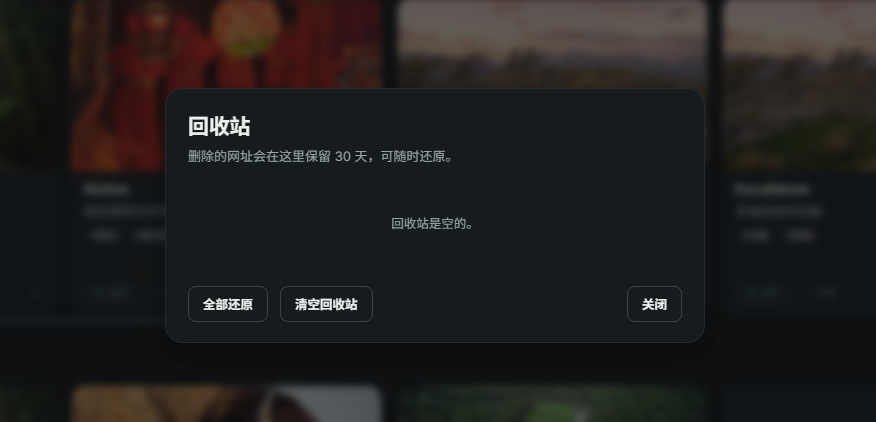 回收站
删除的网址会在这里保留 30 天，可随时还原。
回收站是空的。
全部还原
清空回收站
关闭